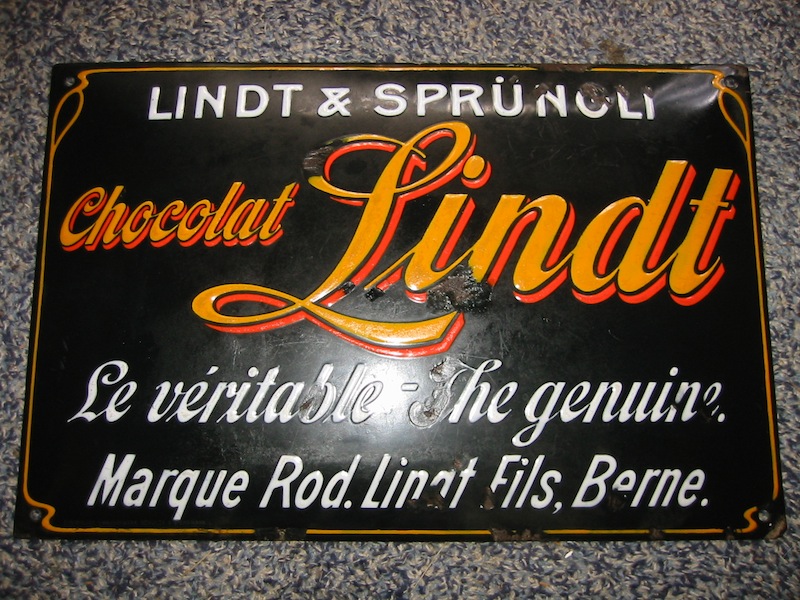 LINDT & SPRÜNGLI
Chocolat Lindt
Le véritable - The genuine.
Marque Rod. Lindt Fils, Berne.